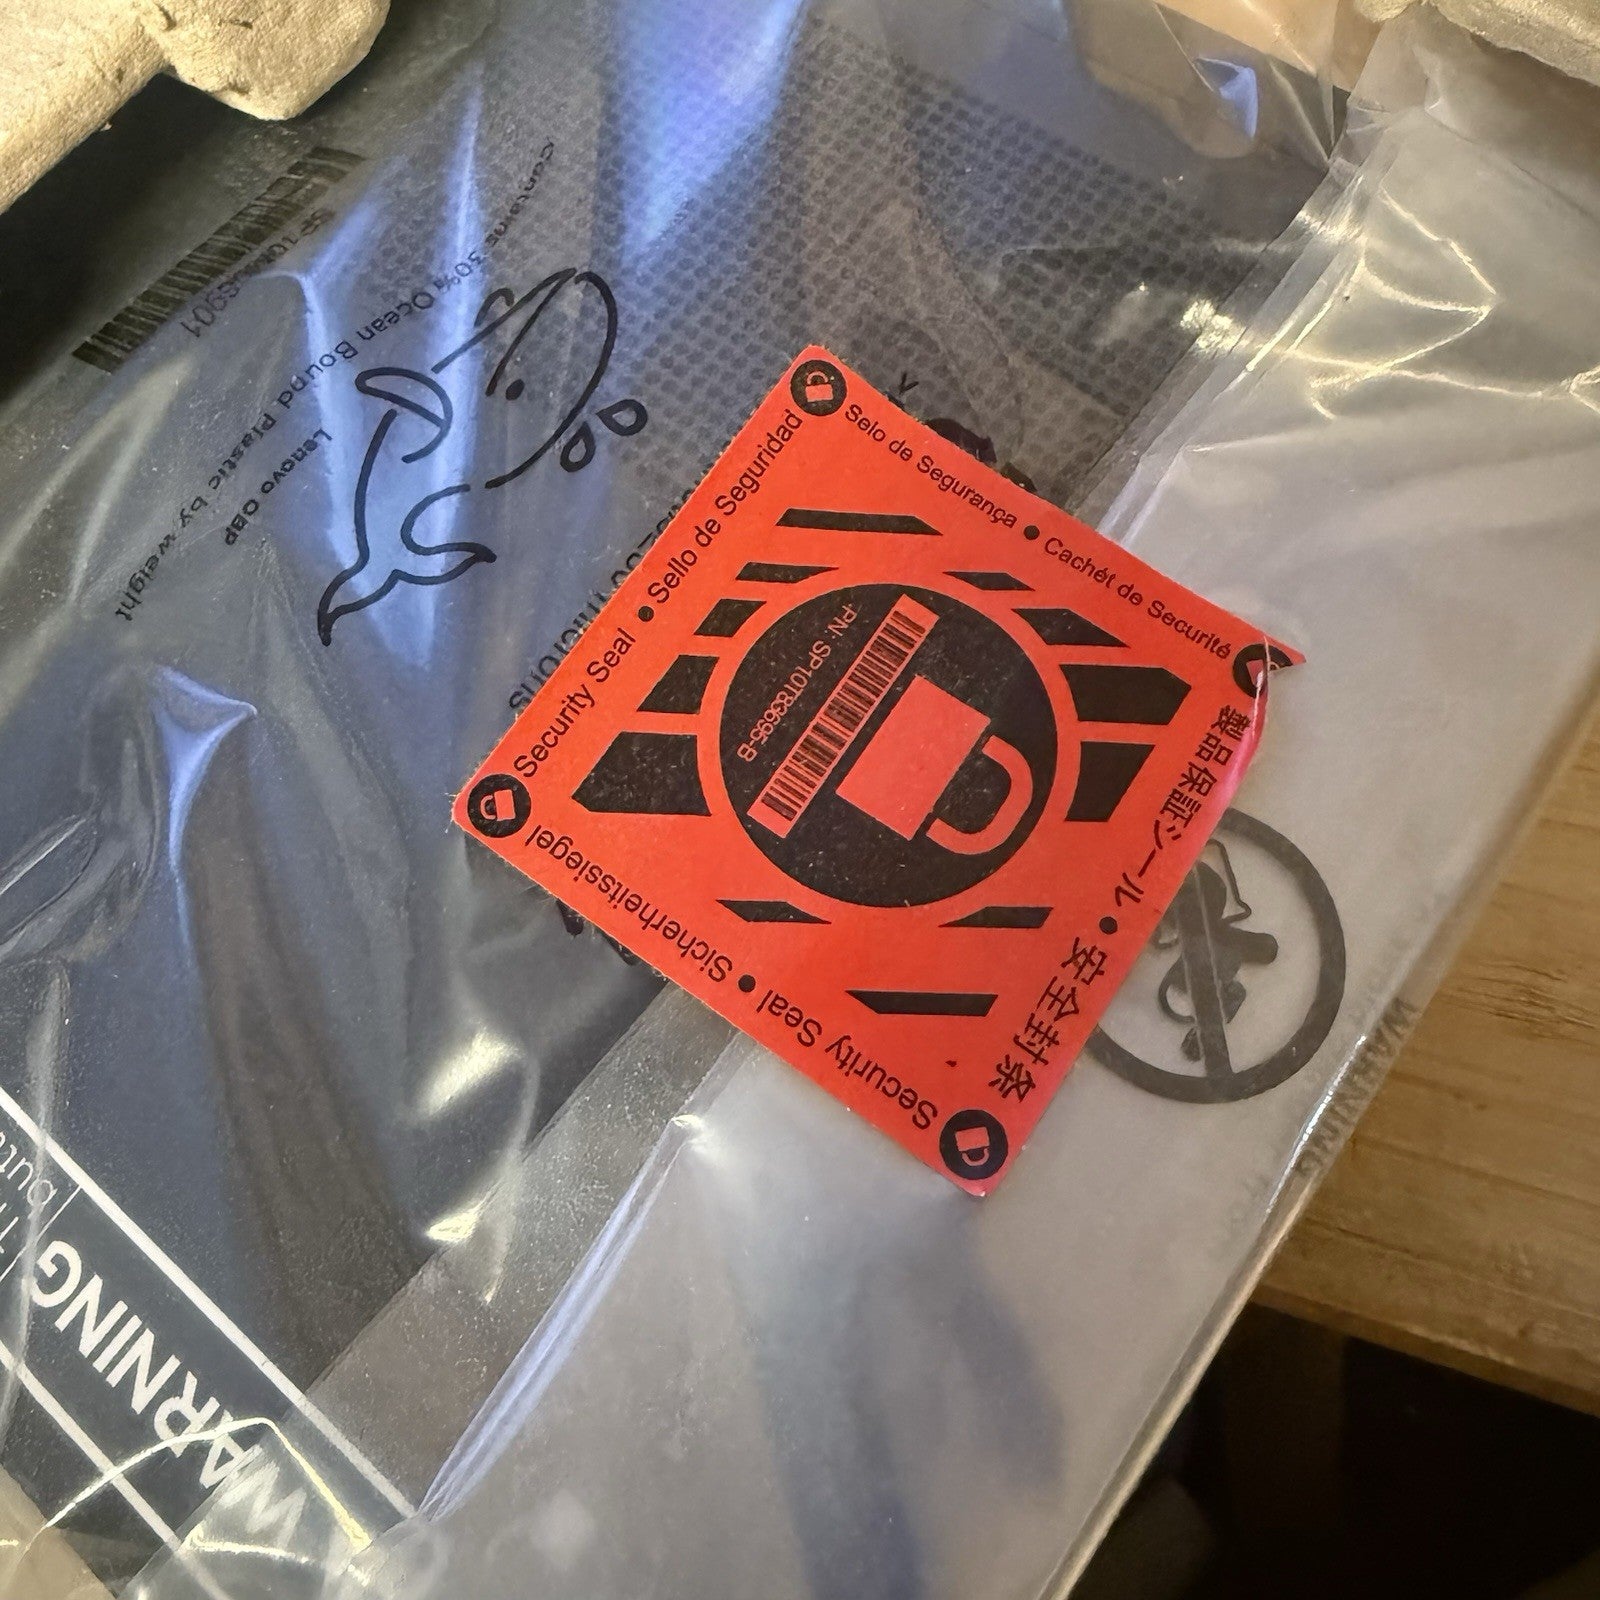 Contains 30% Ocean Bound Plastic by weight
Lenovo OBP
Security Seal • Sello de Seguridad
Selo de Segurança • Cachet de Securité
製品保証シール • 安全封条
Security Seal • Sicherheitssiegel
PN: SP10T83695-B
WARNING
WARNING